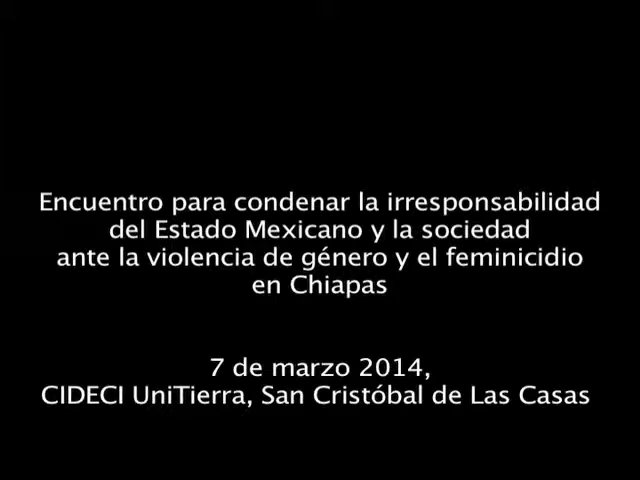 Encuentro para condenar la irresponsabilidad
del Estado Mexicano y la sociedad
ante la violencia de género y el feminicidio
en Chiapas
7 de marzo 2014,
CIDECI UniTierra, San Cristóbal de Las Casas